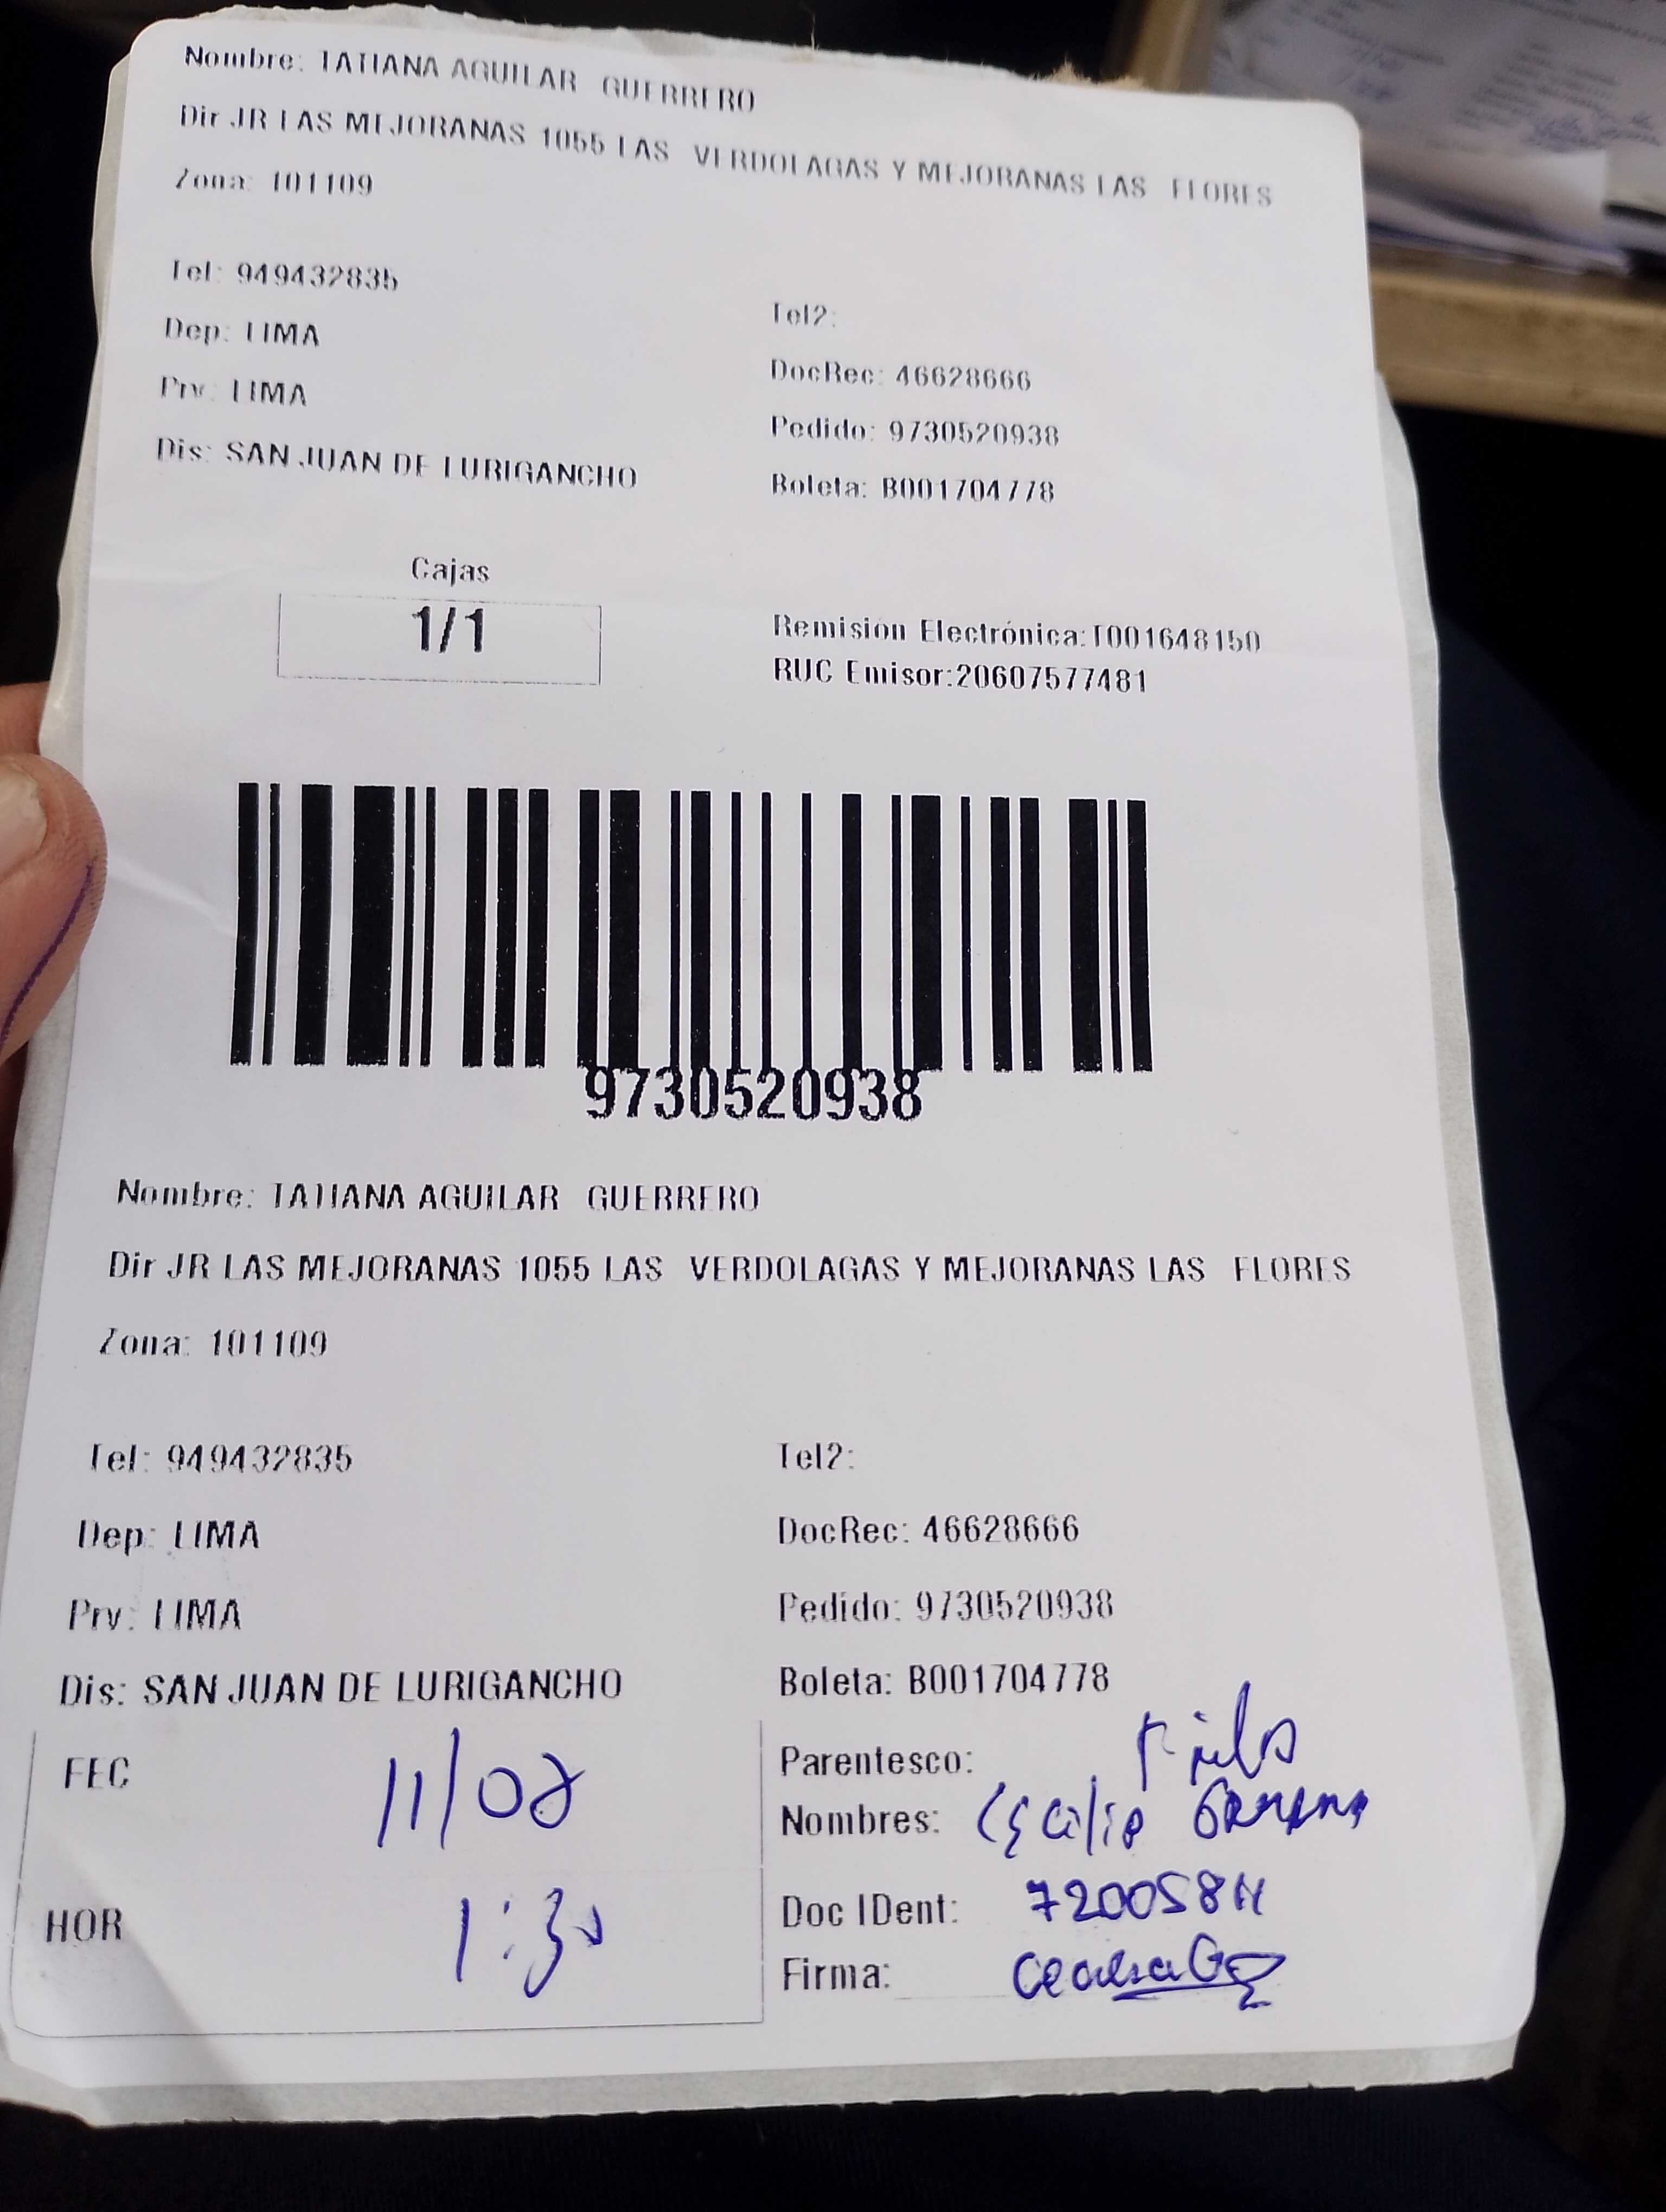 Nombre: TATIANA AGUILAR GUERRERO
Dir JR LAS MEJORANAS 1055 LAS VERDOLAGAS Y MEJORANAS LAS FLORES
Zona: 101109
Tel: 949432835
Tel2:
Dep: LIMA
DocRec: 46628666
Prv: LIMA
Pedido: 9730520938
Dis: SAN JUAN DE LURIGANCHO
Boleta: B001704778
Cajas
1/1
Remisión Electrónica:T001648150
RUC Emisor:20607577481
9730520938
Nombre: TATIANA AGUILAR GUERRERO
Dir JR LAS MEJORANAS 1055 LAS VERDOLAGAS Y MEJORANAS LAS FLORES
Zona: 101109
Tel: 949432835
Tel2:
Dep: LIMA
DocRec: 46628666
Prv: LIMA
Pedido: 9730520938
Dis: SAN JUAN DE LURIGANCHO
Boleta: B001704778
FEC 11/08
Parentesco:
Nombres:
HOR 1:30
Doc IDent:
Firma: